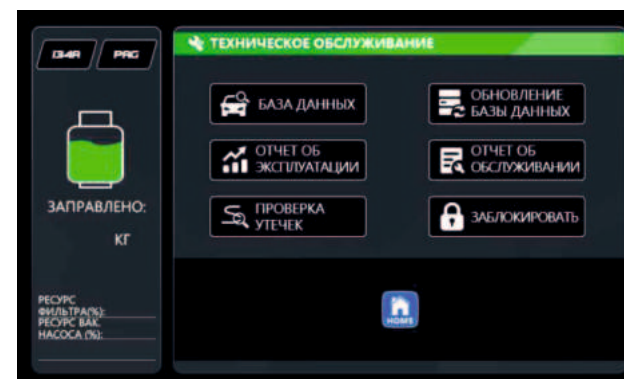 134A PAG
ЗАПРАВЛЕНО:
КГ
РЕСУРС
ФИЛЬТРА(%):
РЕСУРС ВАК.
НАСОСА (%):
ТЕХНИЧЕСКОЕ ОБСЛУЖИВАНИЕ
БАЗА ДАННЫХ
ОБНОВЛЕНИЕ
БАЗЫ ДАННЫХ
ОТЧЕТ ОБ
ЭКСПЛУАТАЦИИ
ОТЧЕТ ОБ
ОБСЛУЖИВАНИИ
ПРОВЕРКА
УТЕЧЕК
ЗАБЛОКИРОВАТЬ
HOME